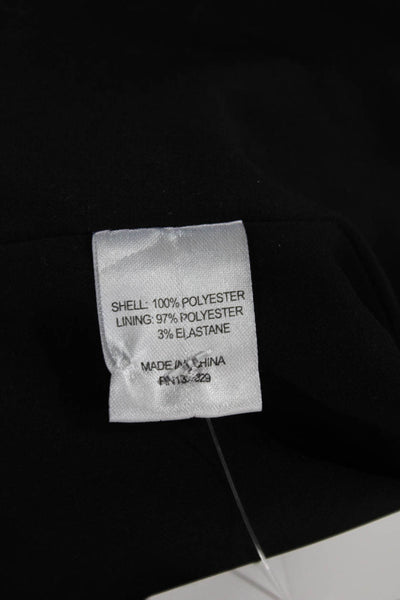 SHELL: 100% POLYESTER
LINING: 97% POLYESTER
3% ELASTANE
MADE IN CHINA